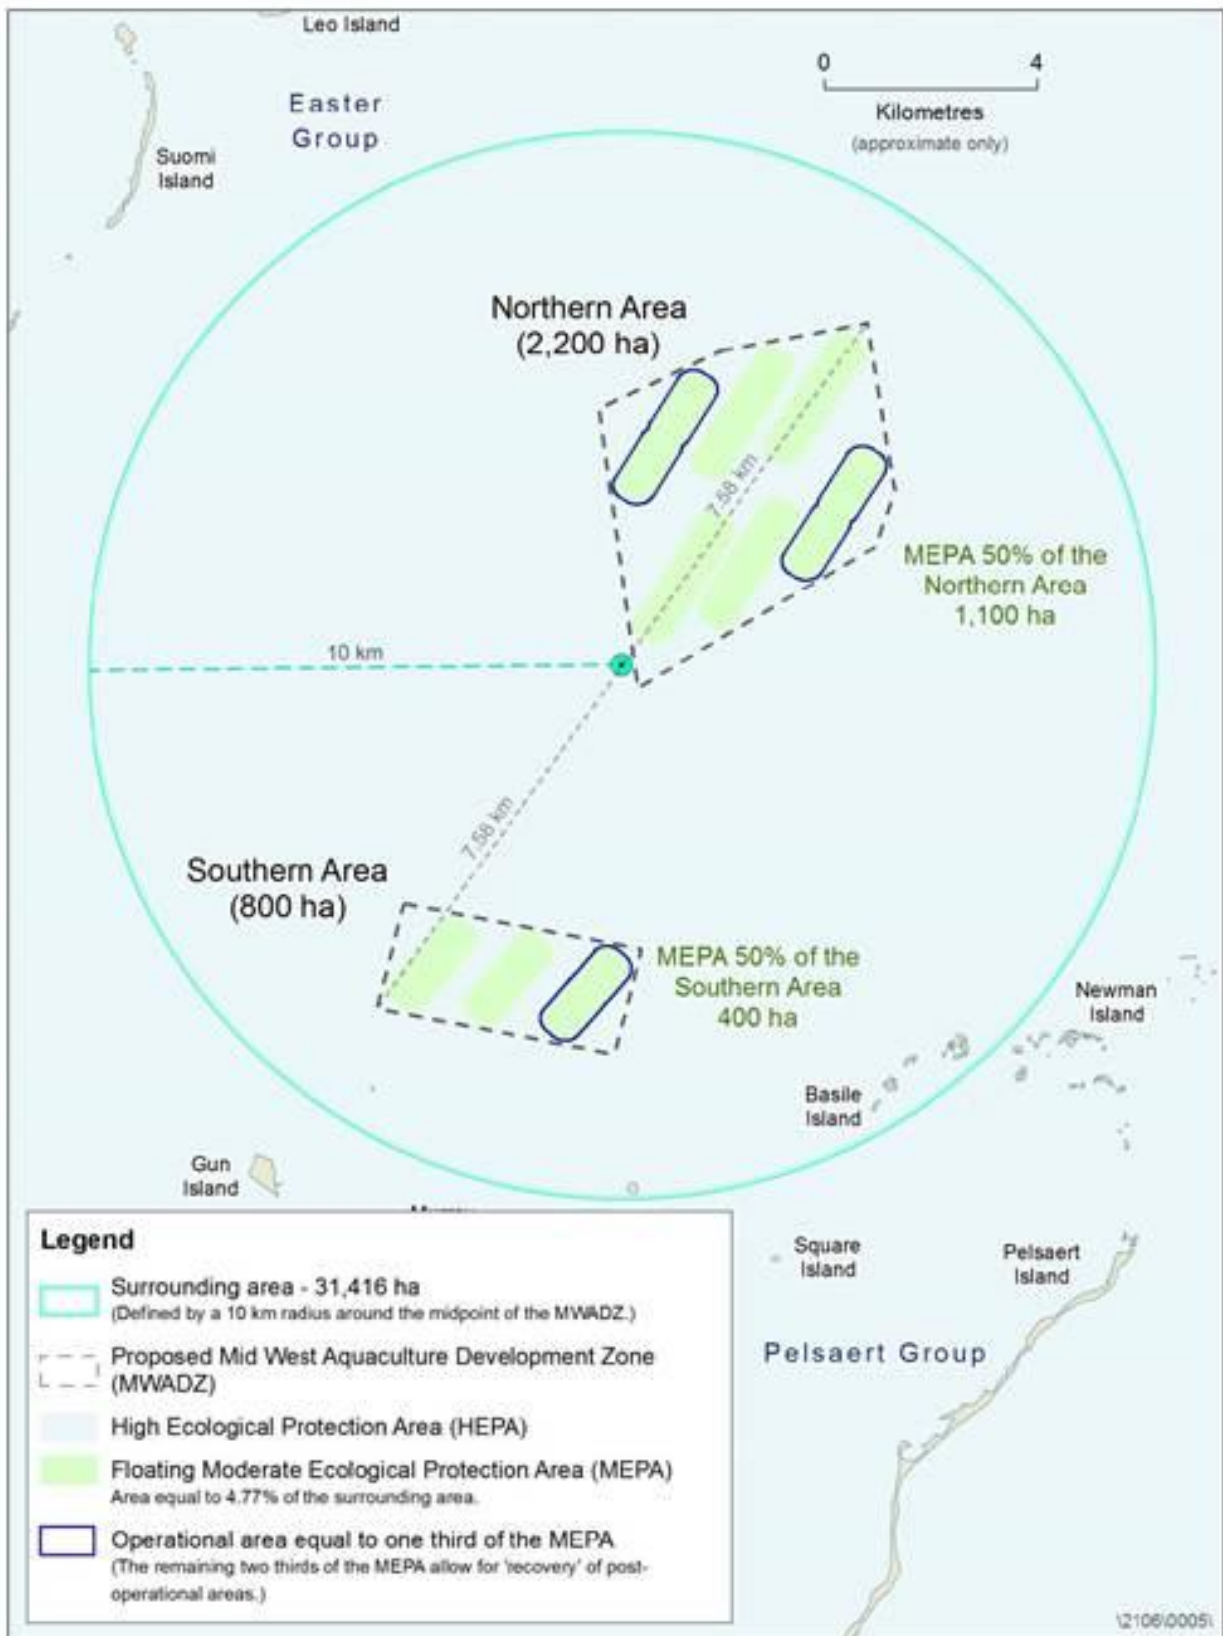 Leo Island
0 4
Kilometres
(approximate only)
Easter
Group
Suomi
Island
Northern Area
(2,200 ha)
7.58 km
MEPA 50% of the
Northern Area
1,100 ha
10 km
7.58 km
Southern Area
(800 ha)
MEPA 50% of the
Southern Area
400 ha
Newman
Island
Basile
Island
Gun
Island
Square
Island
Pelsaert
Island
Pelsaert Group
Legend
Surrounding area - 31,416 ha
(Defined by a 10 km radius around the midpoint of the MWADZ.)
Proposed Mid West Aquaculture Development Zone
(MWADZ)
High Ecological Protection Area (HEPA)
Floating Moderate Ecological Protection Area (MEPA)
Area equal to 4.77% of the surrounding area.
Operational area equal to one third of the MEPA
(The remaining two thirds of the MEPA allow for 'recovery' of post-
operational areas.)
\2106\0005\